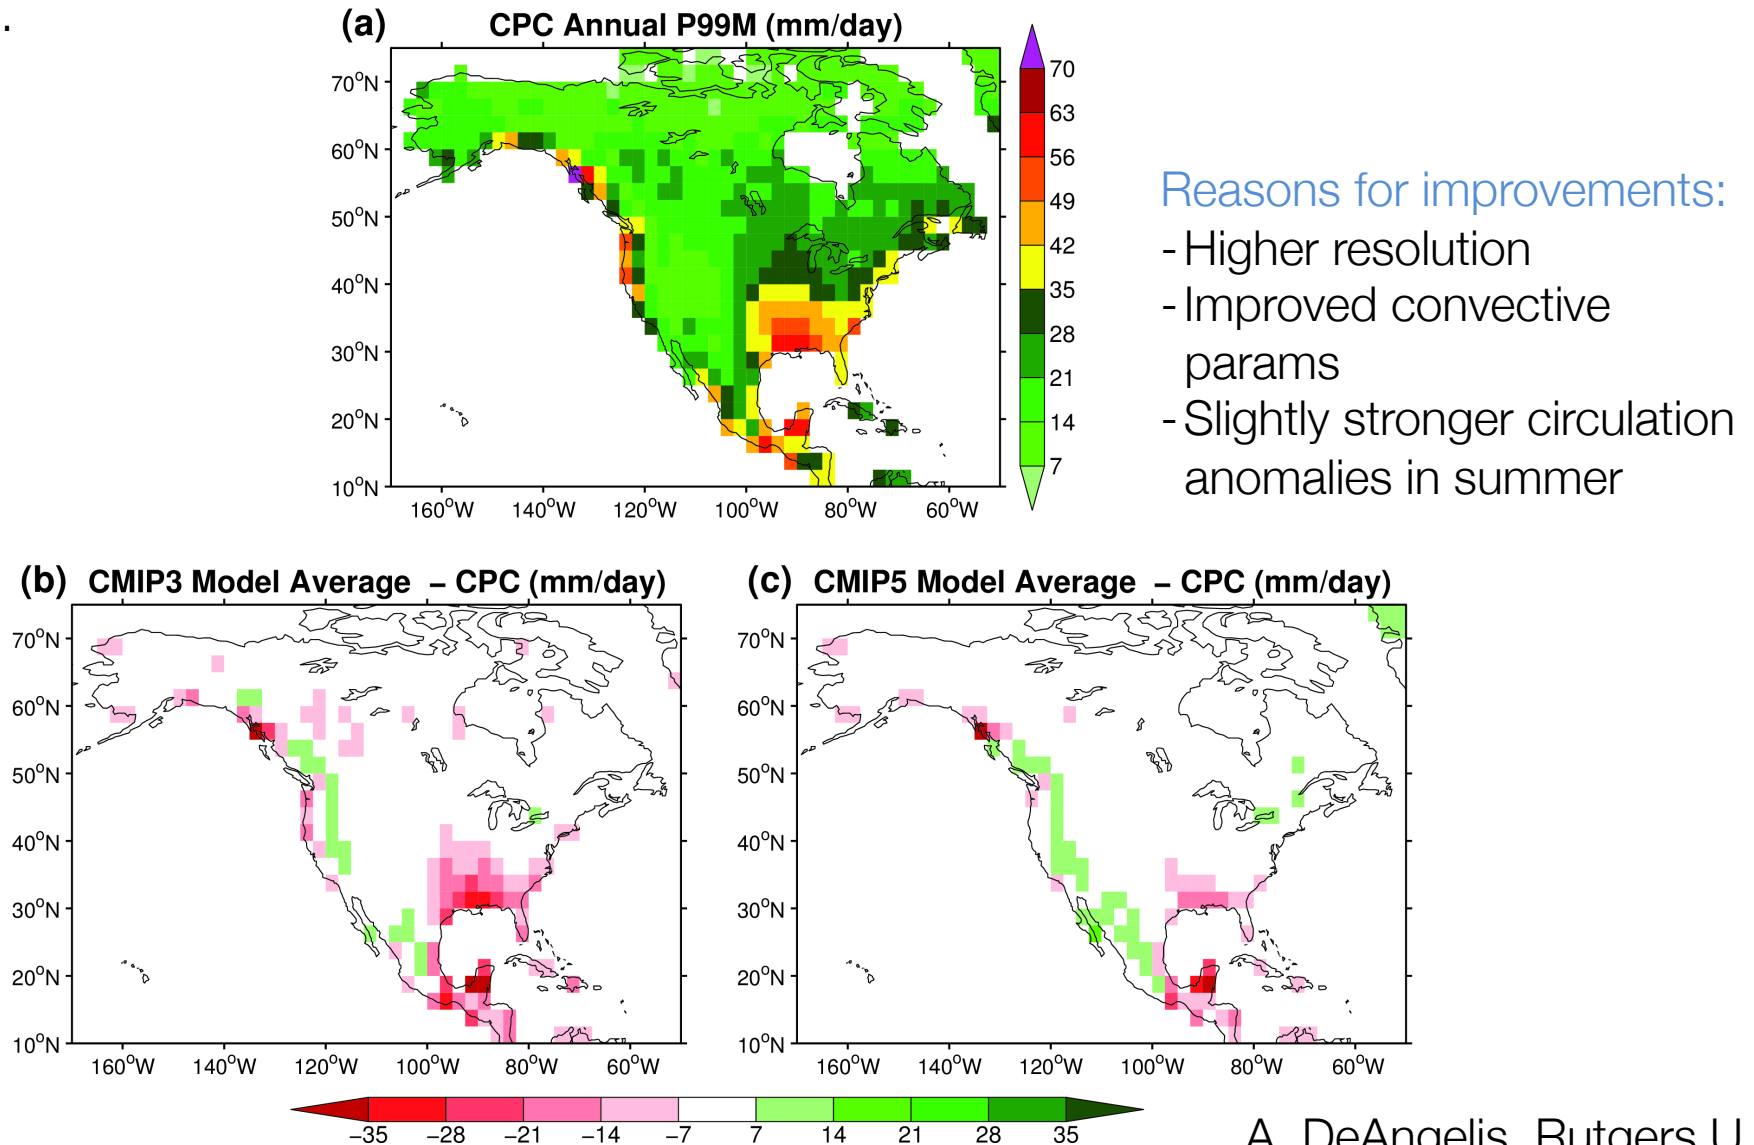 .
(a) CPC Annual P99M (mm/day)
70°N
60°N
50°N
40°N
30°N
20°N
10°N
160°W 140°W 120°W 100°W 80°W 60°W
70
63
56
49
42
35
28
21
14
7
Reasons for improvements:
- Higher resolution
- Improved convective
params
- Slightly stronger circulation
anomalies in summer
(b) CMIP3 Model Average – CPC (mm/day)
70°N
60°N
50°N
40°N
30°N
20°N
10°N
160°W 140°W 120°W 100°W 80°W 60°W
(c) CMIP5 Model Average – CPC (mm/day)
70°N
60°N
50°N
40°N
30°N
20°N
10°N
160°W 140°W 120°W 100°W 80°W 60°W
−35 −28 −21 −14 −7 7 14 21 28 35
A. DeAngelis, Rutgers U